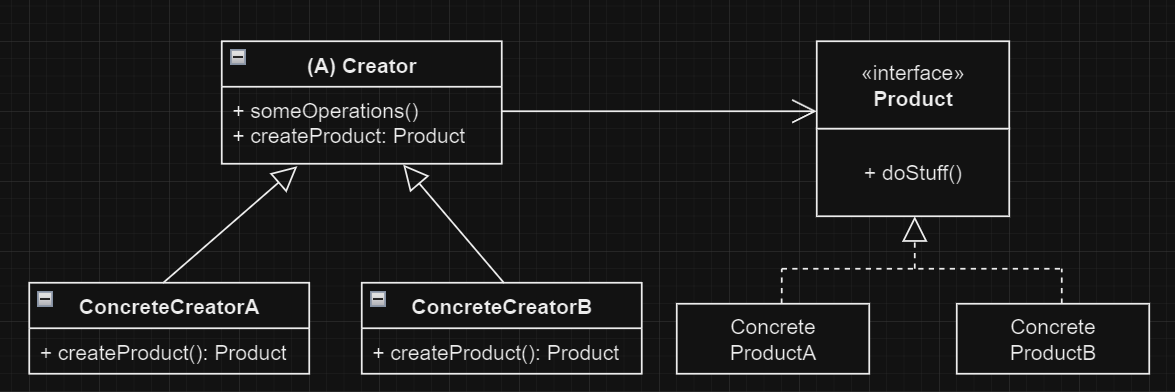 (A) Creator
+ someOperations()
+ createProduct: Product
«interface»
Product
+ doStuff()
ConcreteCreatorA
+ createProduct(): Product
ConcreteCreatorB
+ createProduct(): Product
Concrete
ProductA
Concrete
ProductB